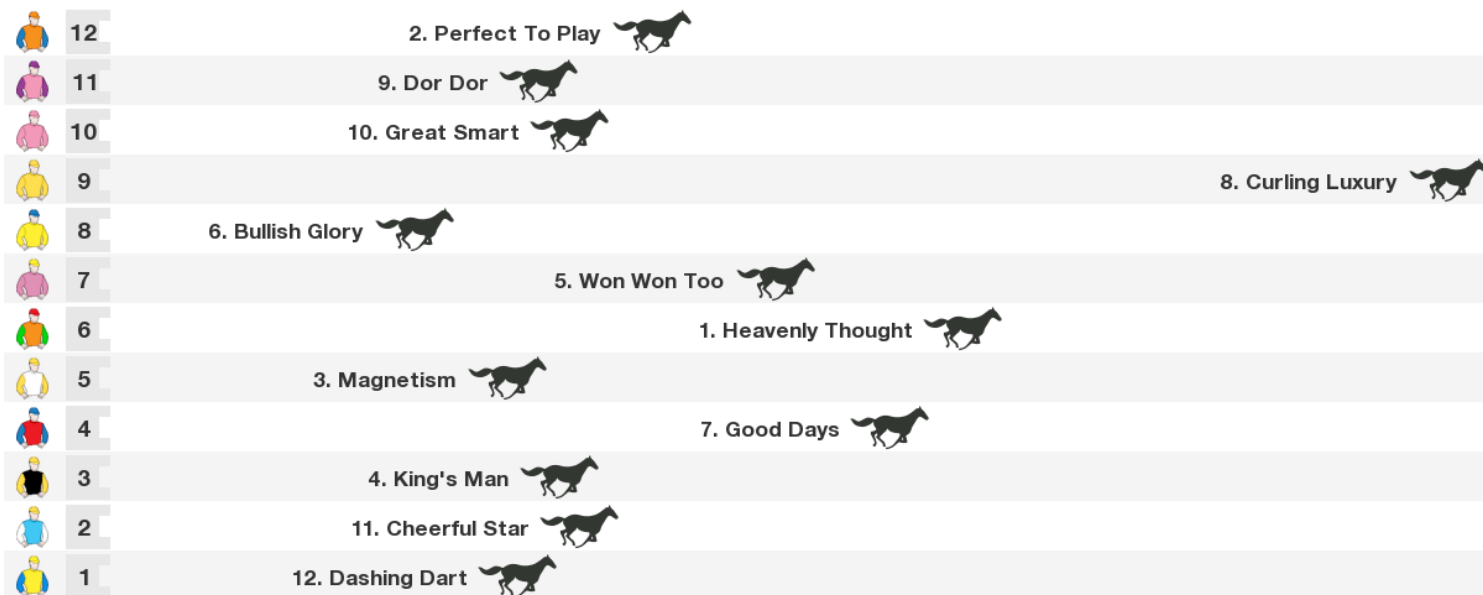 12 2. Perfect To Play
11 9. Dor Dor
10 10. Great Smart
9 8. Curling Luxury
8 6. Bullish Glory
7 5. Won Won Too
6 1. Heavenly Thought
5 3. Magnetism
4 7. Good Days
3 4. King's Man
2 11. Cheerful Star
1 12. Dashing Dart